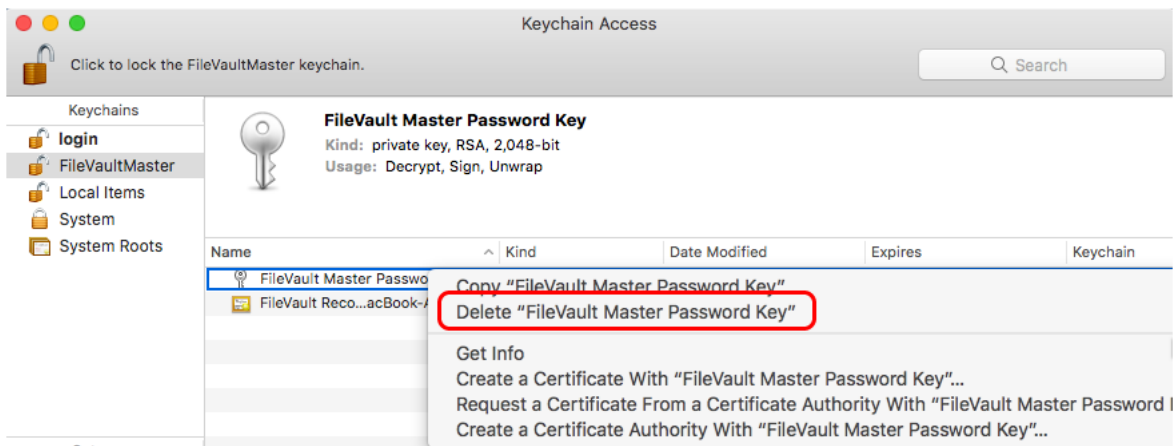 Keychain Access
Click to lock the FileVaultMaster keychain.
Search
Keychains
login
FileVaultMaster
Local Items
System
System Roots
FileVault Master Password Key
Kind: private key, RSA, 2,048-bit
Usage: Decrypt, Sign, Unwrap
Name Kind Date Modified Expires Keychain
FileVault Master Passwo
FileVault Reco...acBook-A
Copy “FileVault Master Password Key”
Delete “FileVault Master Password Key”
Get Info
Create a Certificate With “FileVault Master Password Key”...
Request a Certificate From a Certificate Authority With “FileVault Master Password
Create a Certificate Authority With “FileVault Master Password Key”...